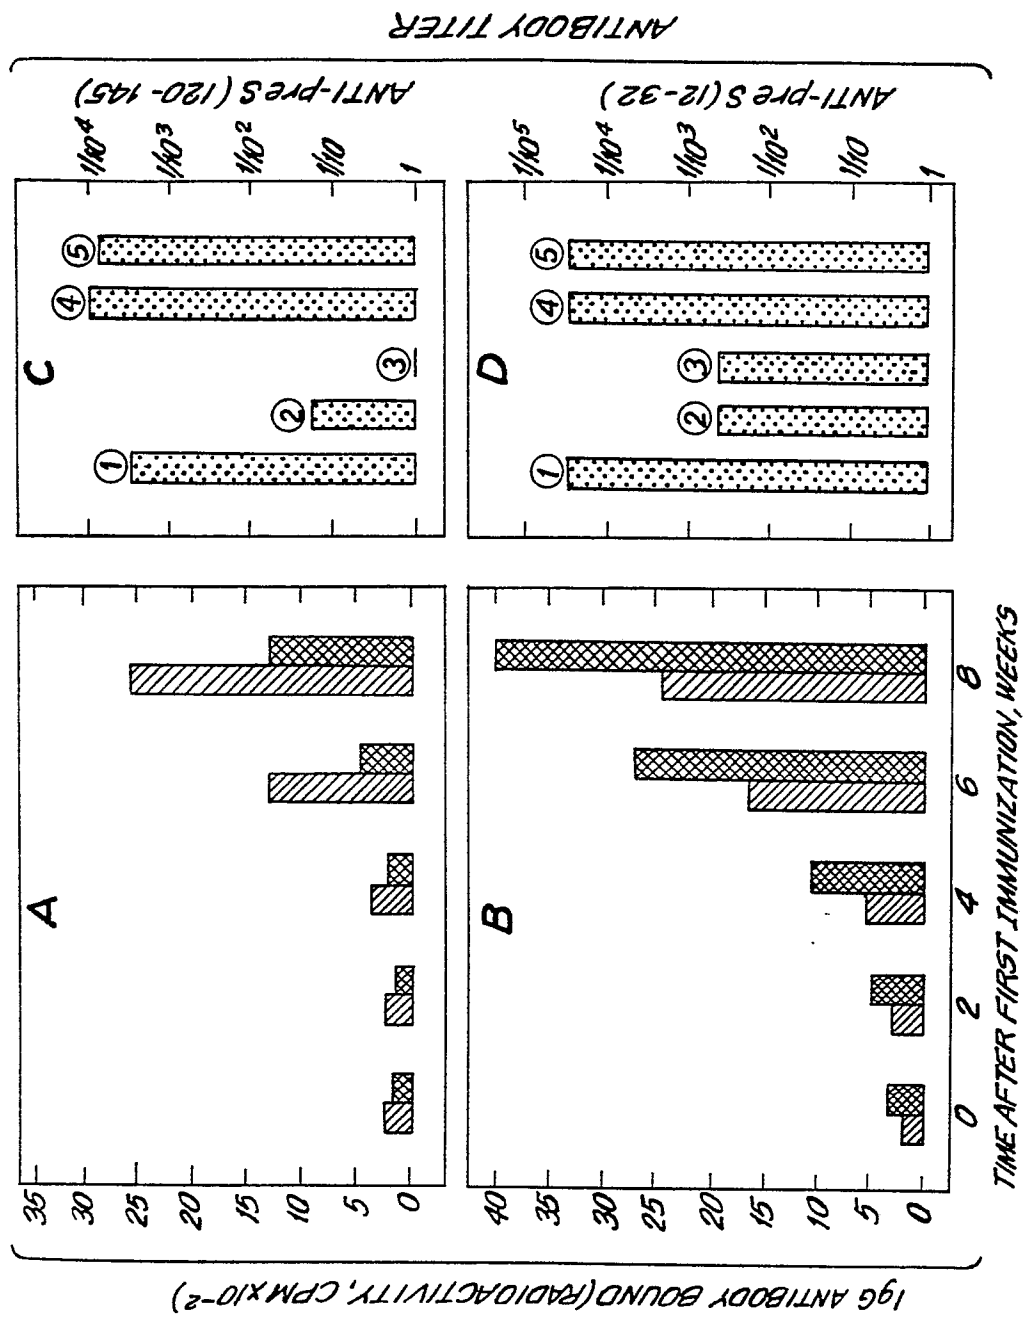 IgG ANTIBODY BOUND (RADIOACTIVITY, CPM x10⁻²)
A
35
30
25
20
15
10
5
0
B
40
35
30
25
20
15
10
5
0
0 2 4 6 8
TIME AFTER FIRST IMMUNIZATION, WEEKS
C
① ② ③ ④ ⑤
1/10⁴
1/10³
1/10²
1/10
1
ANTI-preS (120-145)
D
① ② ③ ④ ⑤
1/10⁵
1/10⁴
1/10³
1/10²
1/10
1
ANTI-preS (12-32)
ANTIBODY TITER